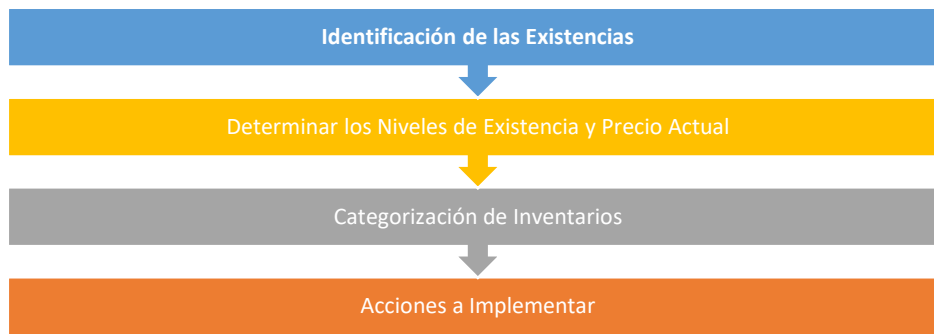 Identificación de las Existencias
Determinar los Niveles de Existencia y Precio Actual
Categorización de Inventarios
Acciones a Implementar